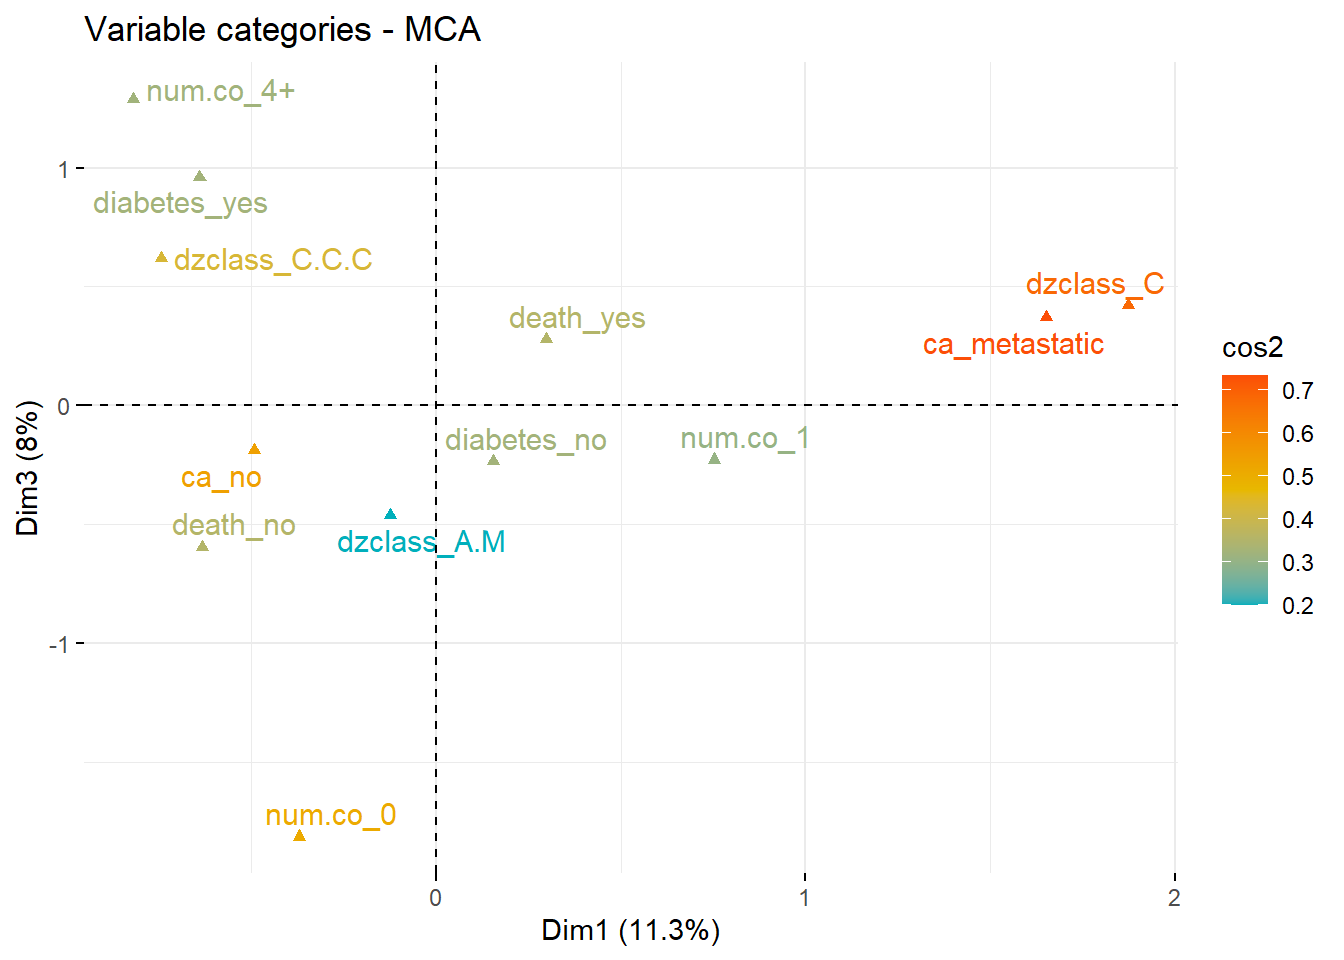 Variable categories - MCA
num.co_4+
1
diabetes_yes
dzclass_C.C.C
dzclass_C
death_yes
ca_metastatic
cos2
0.7
0.6
0.5
0.4
0.3
0.2
0
diabetes_no
num.co_1
ca_no
death_no
dzclass_A.M
Dim3 (8%)
-1
num.co_0
0
1
2
Dim1 (11.3%)